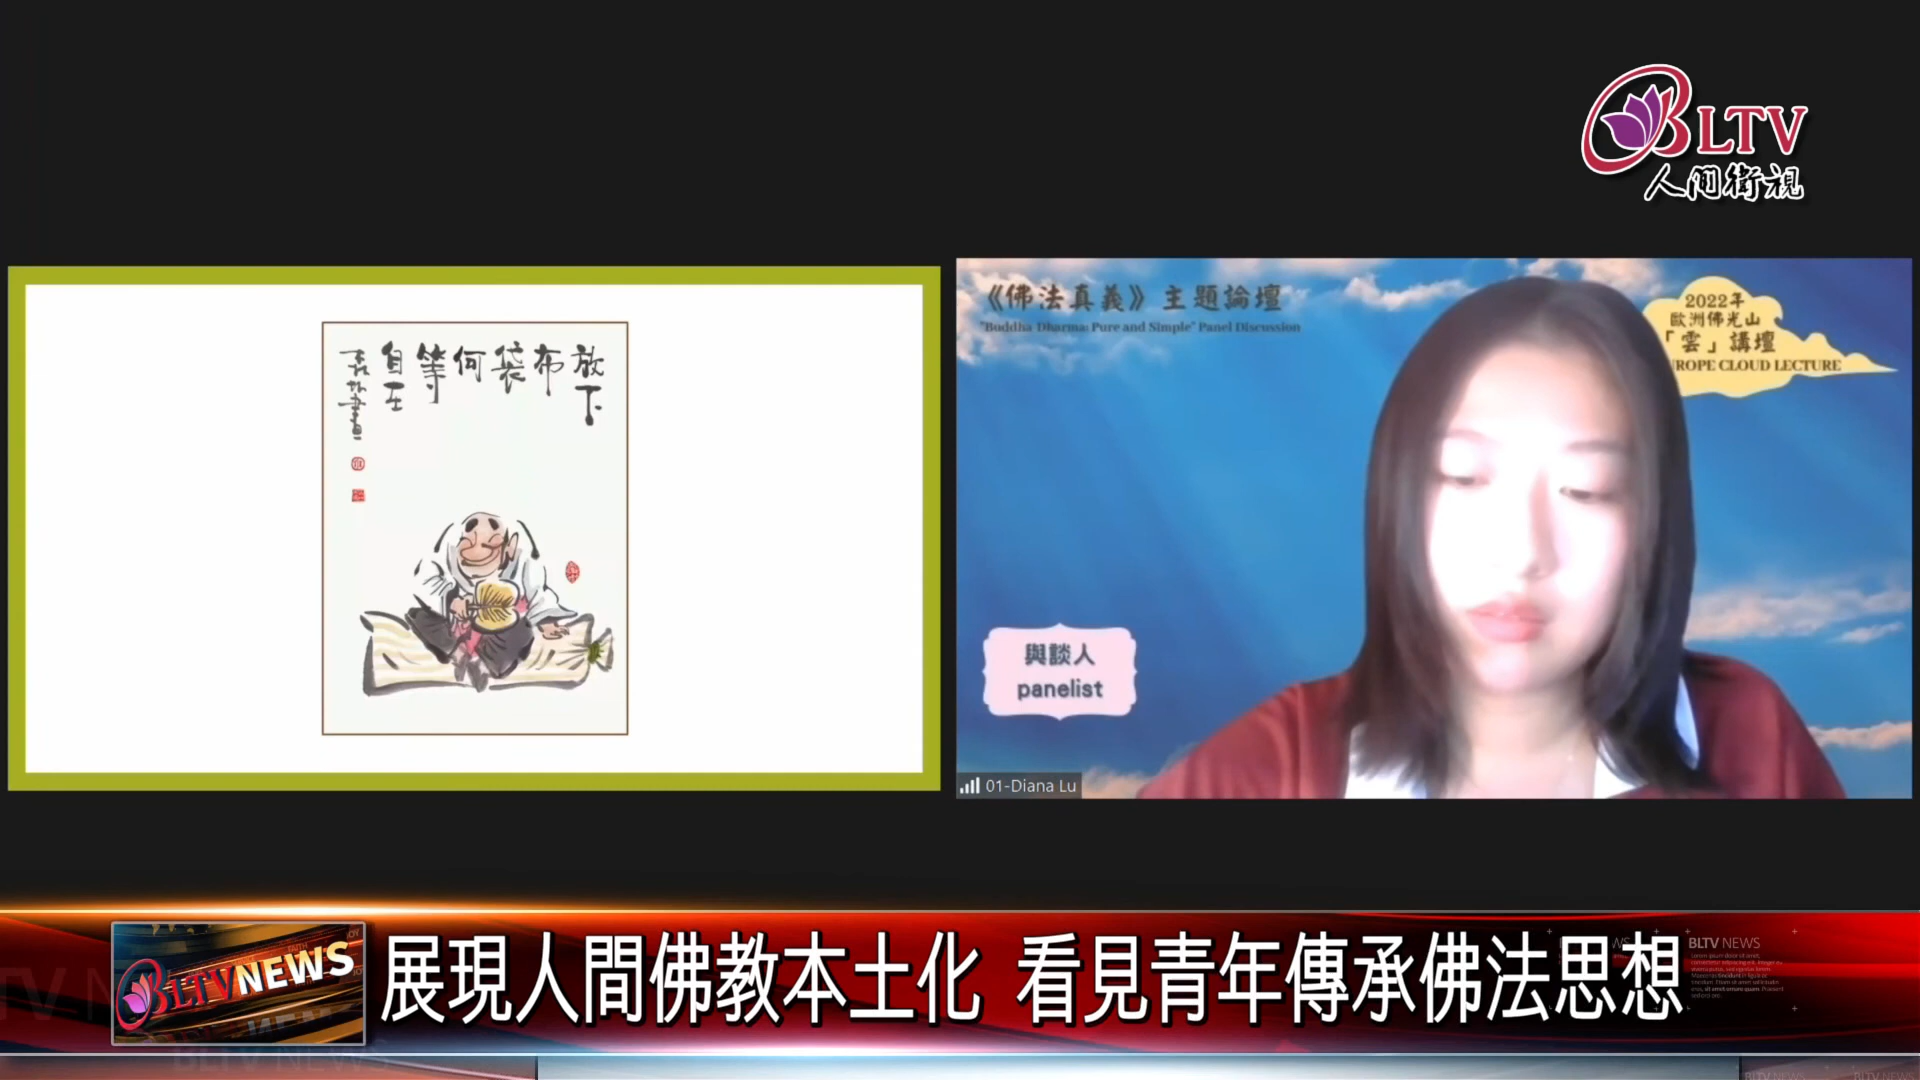 BLTV
人間衛視
放下
布袋何等
自在
《佛法真義》主題論壇
"Buddha-Dharma: Pure and Simple" Panel Discussion
2022年
歐洲佛光山
「雲」講壇
ROPE CLOUD LECTURE
與談人
panelist
01-Diana Lu
BLTVNEWS
展現人間佛教本土化 看見青年傳承佛法思想
BLTV NEWS